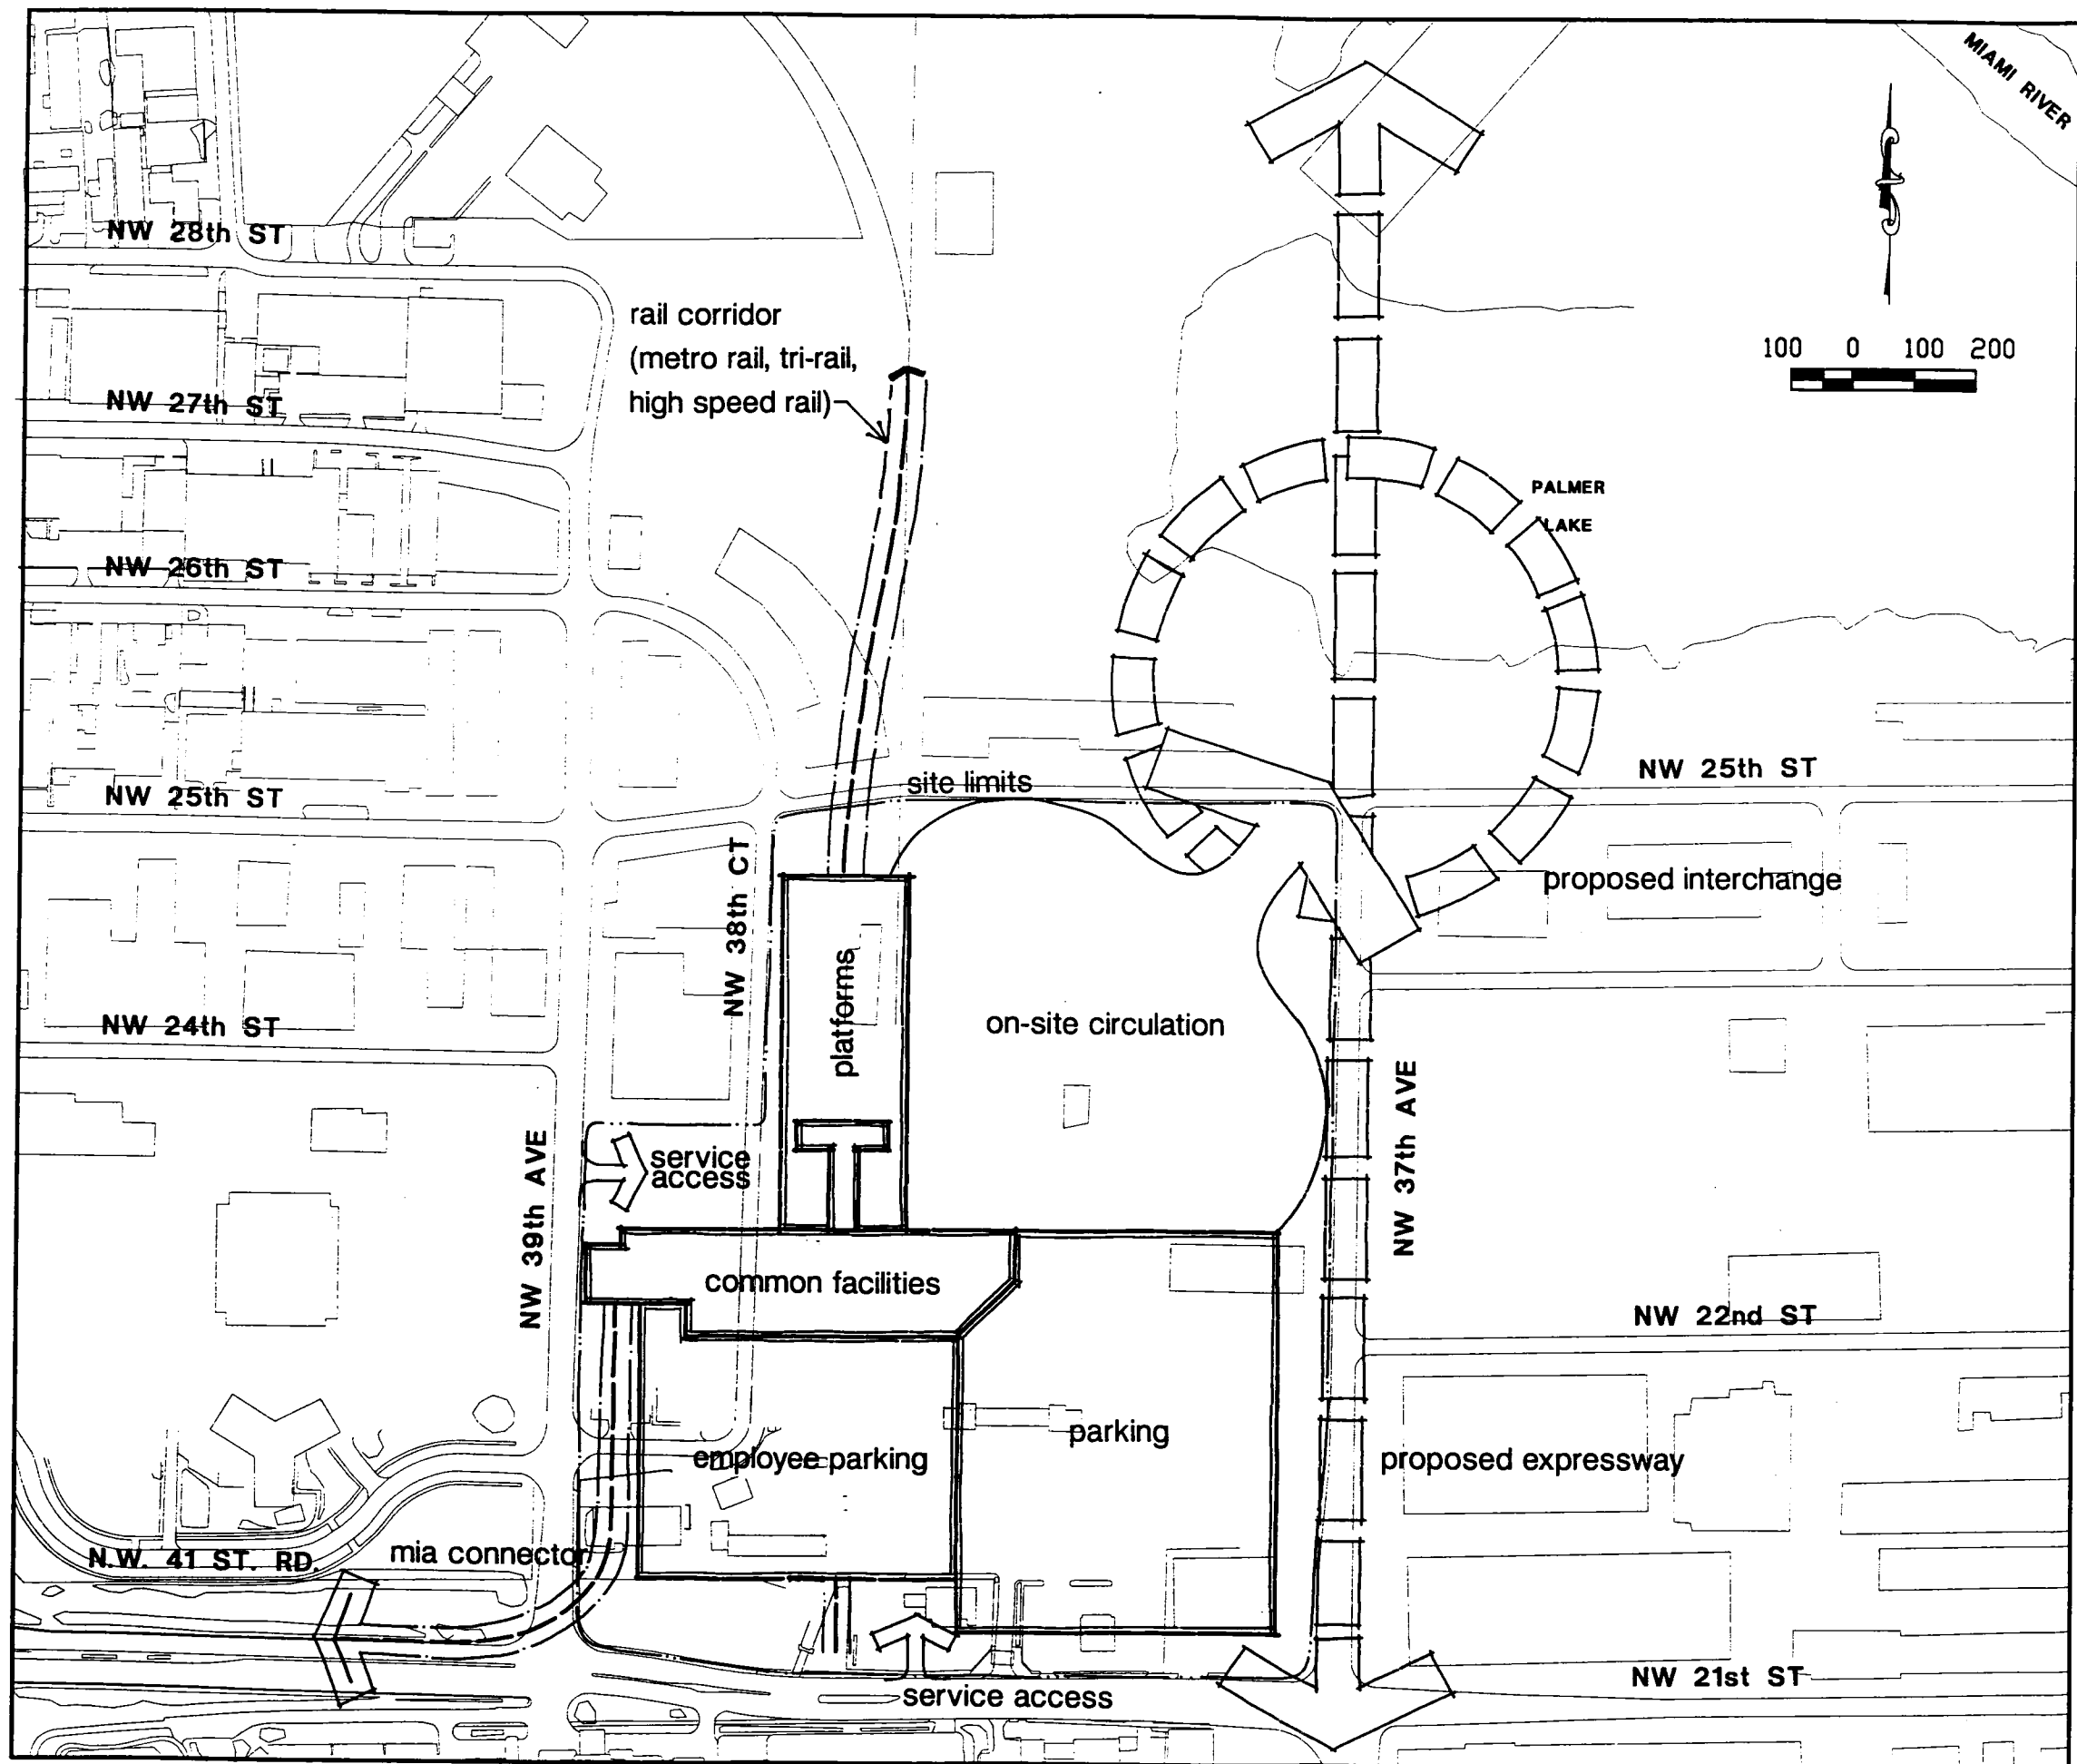 MIAMI RIVER
NW 28th ST
rail corridor
(metro rail, tri-rail,
high speed rail)
100 0 100 200
NW 27th ST
PALMER
LAKE
NW 26th ST
NW 25th ST
site limits
NW 25th ST
NW 38th CT
proposed interchange
platforms
on-site circulation
NW 24th ST
NW 37th AVE
NW 39th AVE
service
access
common facilities
NW 22nd ST
parking
employee parking
proposed expressway
N.W. 41 ST. RD.
mia connector
NW 21st ST
service access